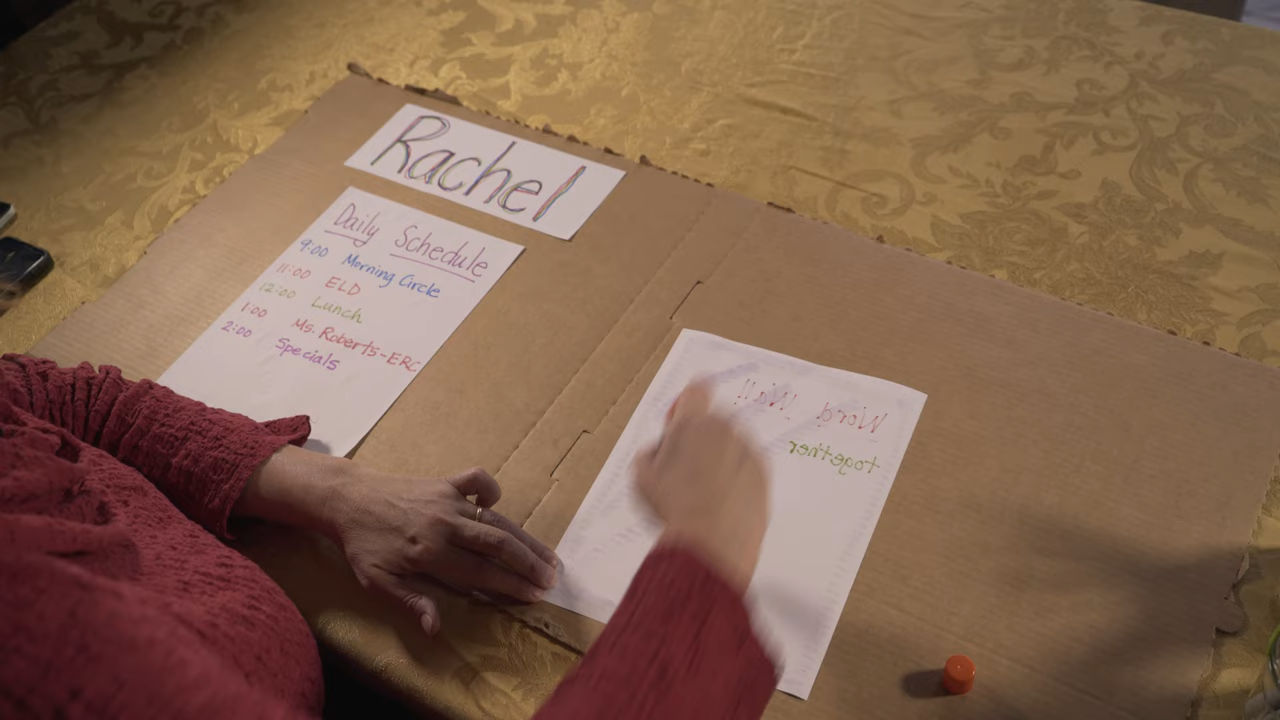 Rachel
Daily Schedule
9:00 Morning Circle
11:00 ELD
12:00 Lunch
1:00 Ms. Roberts-ERC
2:00 Specials
Word Wall
together